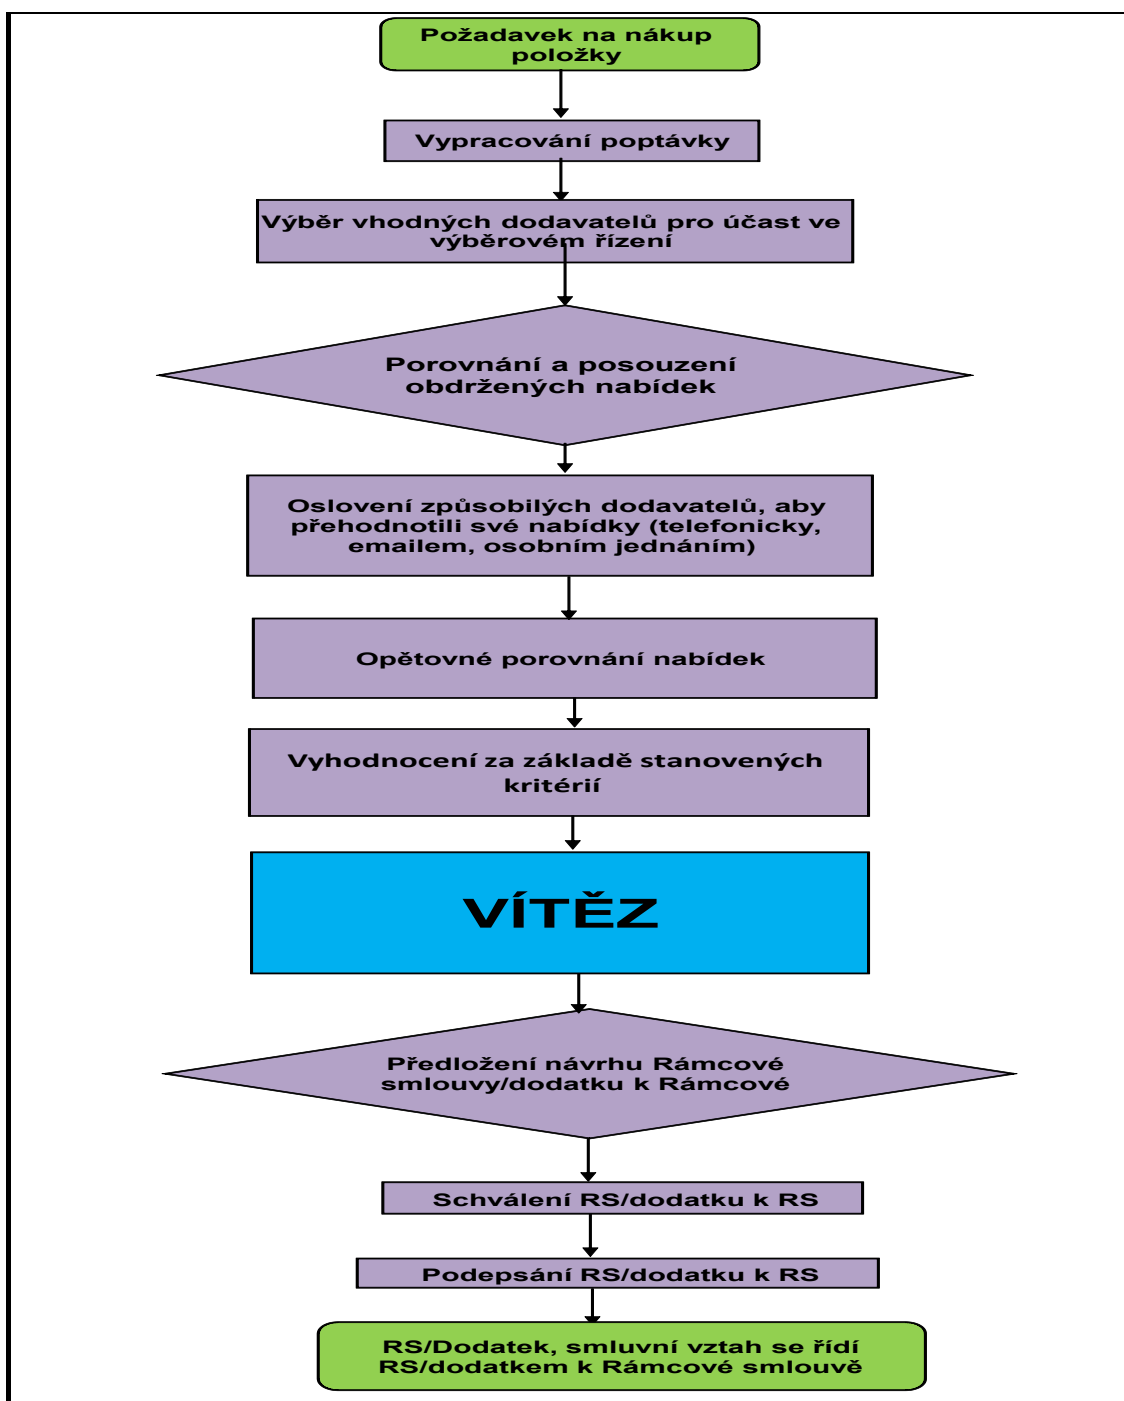 Požadavek na nákup
položky
Vypracování poptávky
Výběr vhodných dodavatelů pro účast ve
výběrovém řízení
Porovnání a posouzení
obdržených nabídek
Oslovení způsobilých dodavatelů, aby
přehodnotili své nabídky (telefonicky,
emailem, osobním jednáním)
Opětovné porovnání nabídek
Vyhodnocení za základě stanovených
kritérií
VÍTĚZ
Předložení návrhu Rámcové
smlouvy/dodatku k Rámcové
Schválení RS/dodatku k RS
Podepsání RS/dodatku k RS
RS/Dodatek, smluvní vztah se řídí
RS/dodatkem k Rámcové smlouvě